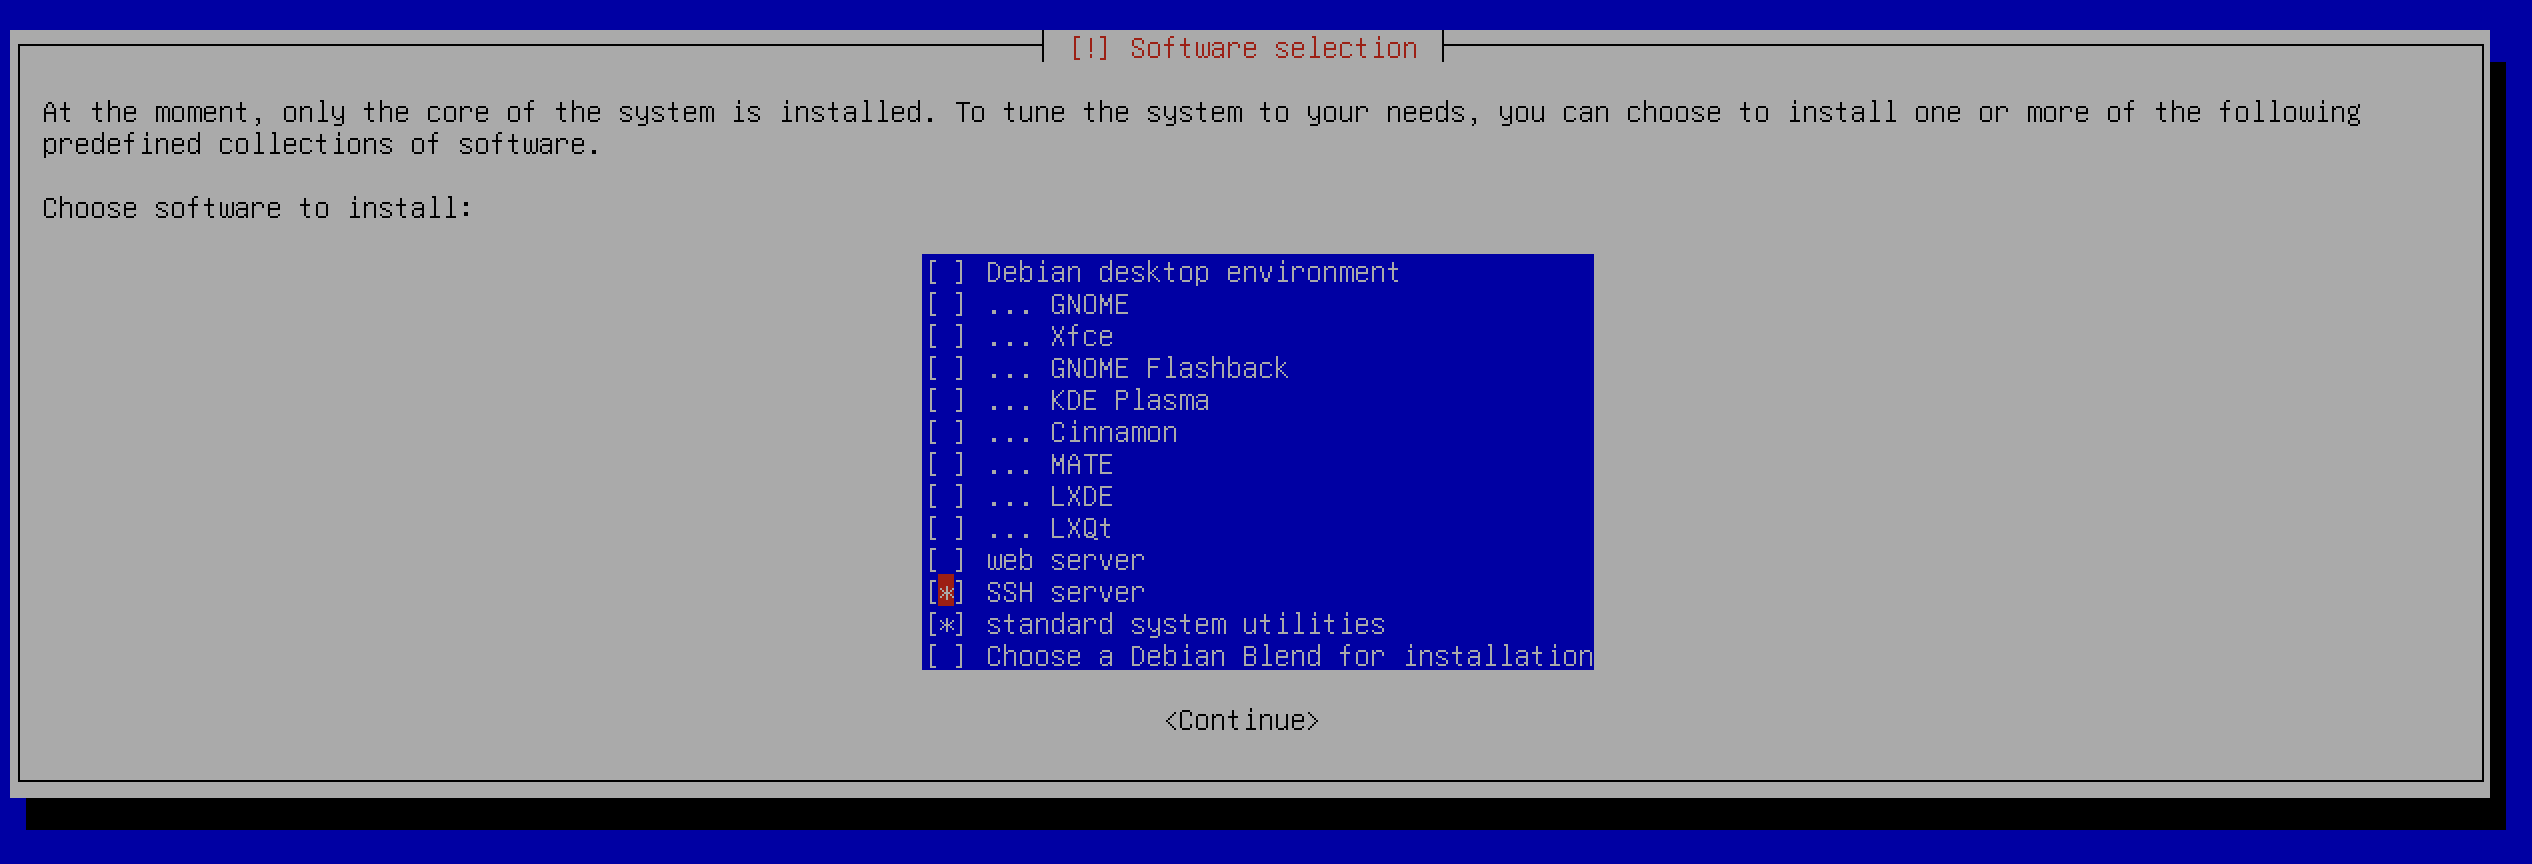 [!] Software selection
At the moment, only the core of the system is installed. To tune the system to your needs, you can choose to install one or more of the following
predefined collections of software.
Choose software to install:
[ ] Debian desktop environment
[ ] ... GNOME
[ ] ... Xfce
[ ] ... GNOME Flashback
[ ] ... KDE Plasma
[ ] ... Cinnamon
[ ] ... MATE
[ ] ... LXDE
[ ] ... LXQt
[ ] web server
[*] SSH server
[*] standard system utilities
[ ] Choose a Debian Blend for installation
<Continue>